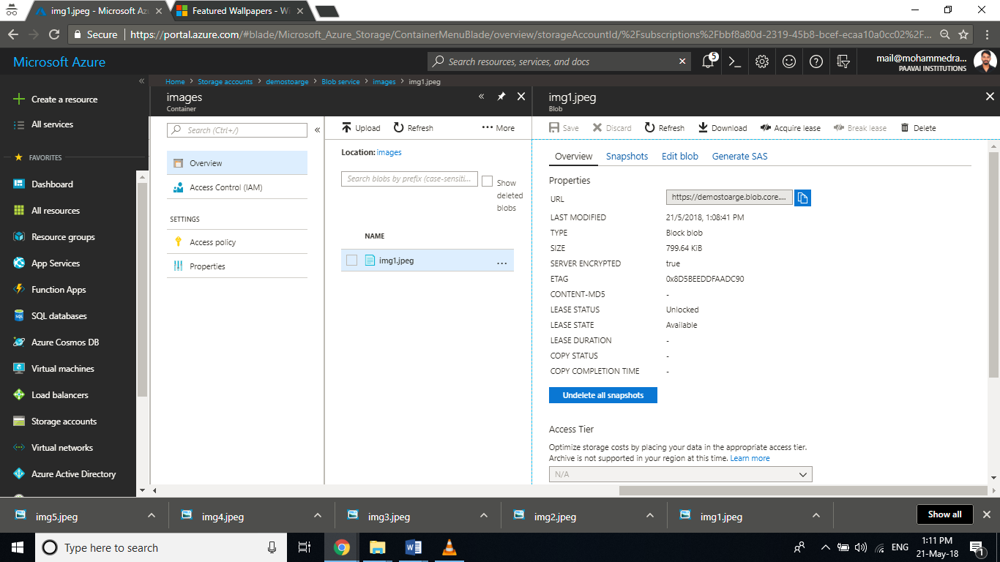 img1.jpeg - Microsoft Az
Featured Wallpapers - Wi
Secure
https://portal.azure.com/#blade/Microsoft_Azure_Storage/ContainerMenuBlade/overview/storageAccountId/%2Fsubscriptions%2Fbbf8a80d-2319-45b8-bcef-ecaa10a0cc02%2F...
Microsoft Azure
Search resources, services, and docs
5
mail@mohammedra...
PAAVAI INSTITUTIONS
Home > Storage accounts > demostoarge > Blob service > images > img1.jpeg
Create a resource
All services
FAVORITES
Dashboard
All resources
Resource groups
App Services
Function Apps
SQL databases
Azure Cosmos DB
Virtual machines
Load balancers
Storage accounts
Virtual networks
Azure Active Directory
images
Container
Search (Ctrl+/)
Overview
Access Control (IAM)
SETTINGS
Access policy
Properties
Upload
Refresh
More
Location: images
Search blobs by prefix (case-sensiti...
Show
deleted
blobs
NAME
img1.jpeg
...
img1.jpeg
Blob
Save
Discard
Refresh
Download
Acquire lease
Break lease
Delete
Overview
Snapshots
Edit blob
Generate SAS
Properties
URL
https://demostoarge.blob.core....
LAST MODIFIED 21/5/2018, 1:08:41 PM
TYPE Block blob
SIZE 799.64 KiB
SERVER ENCRYPTED true
ETAG 0x8D5BEEDDFAADC90
CONTENT-MD5 -
LEASE STATUS Unlocked
LEASE STATE Available
LEASE DURATION -
COPY STATUS -
COPY COMPLETION TIME -
Undelete all snapshots
Access Tier
Optimize storage costs by placing your data in the appropriate access tier.
Archive is not supported in your region at this time. Learn more
N/A
img5.jpeg
img4.jpeg
img3.jpeg
img2.jpeg
img1.jpeg
Show all
Type here to search
ENG
1:11 PM
21-May-18
1